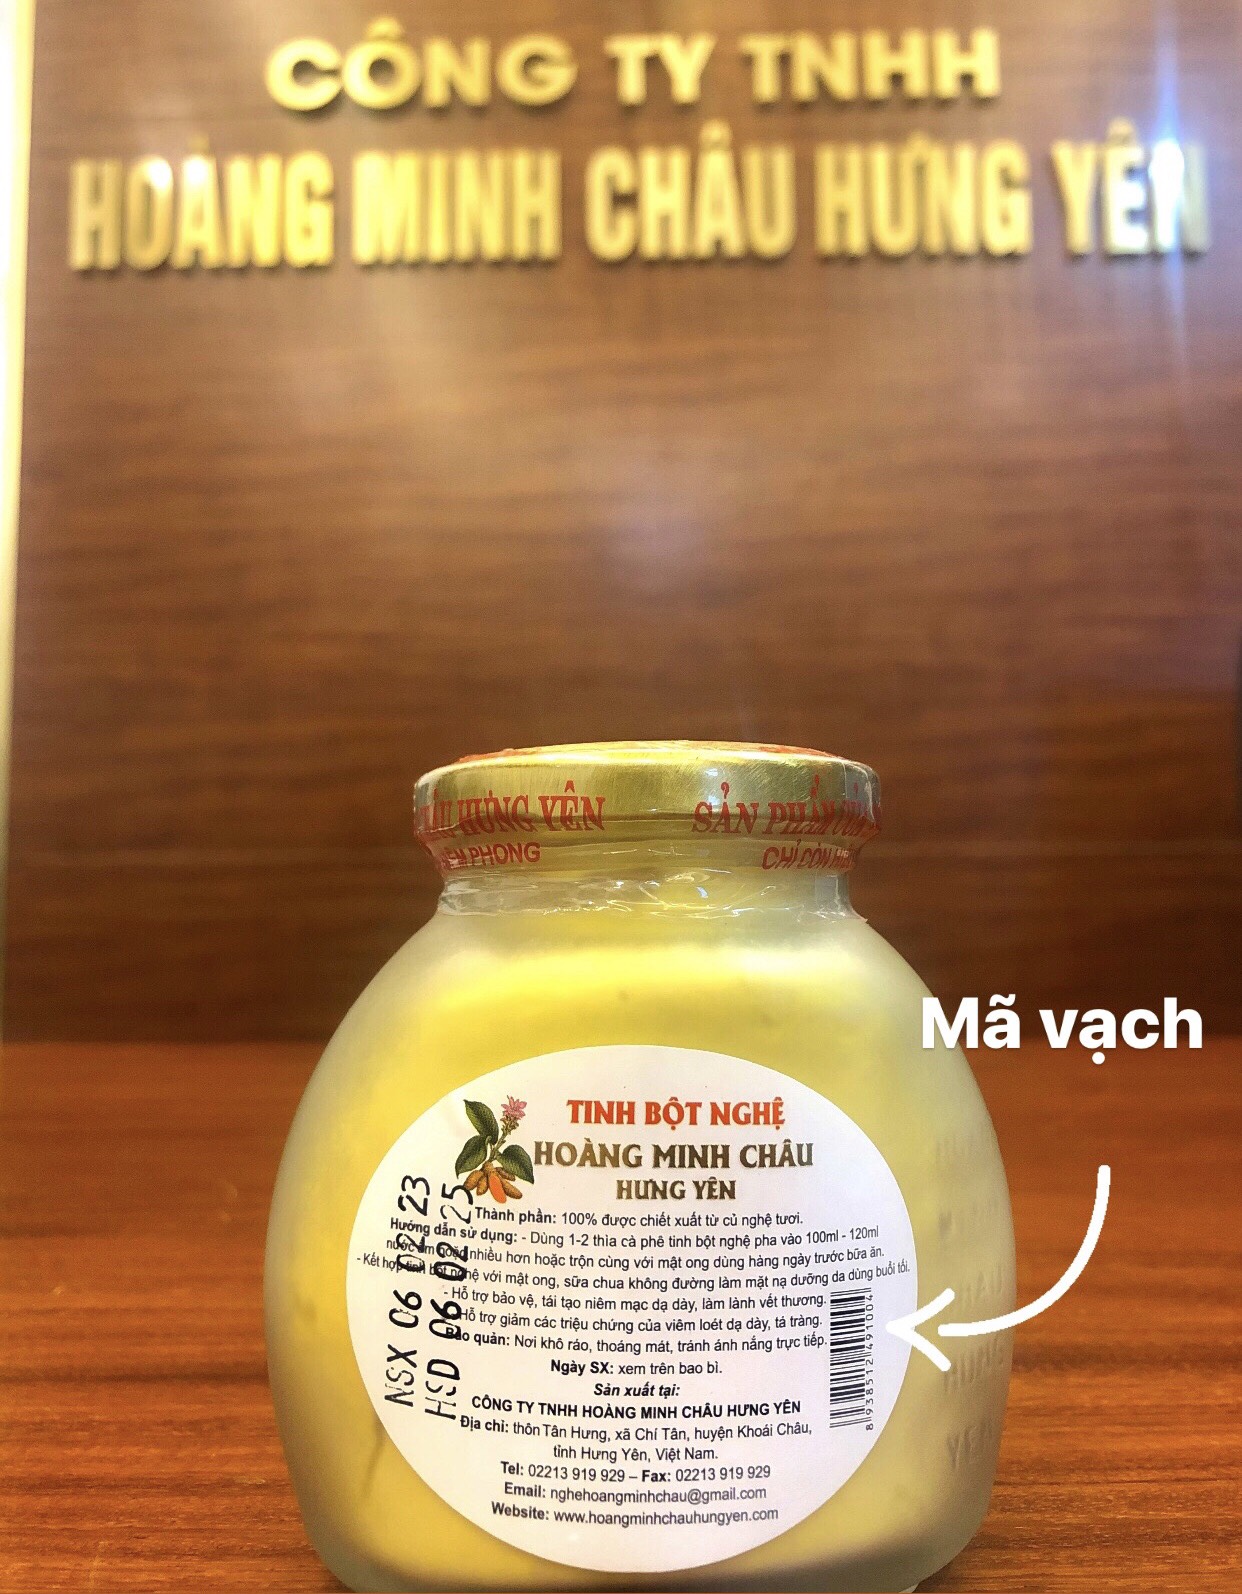 CÔNG TY TNHH
HOÀNG MINH CHÂU HƯNG YÊN
HƯNG YÊN
SẢN PHẨM CỦA
PHONG
CHỈ CÒN
Mã vạch
TINH BỘT NGHỆ
HOÀNG MINH CHÂU
HƯNG YÊN
Thành phần: 100% được chiết xuất từ củ nghệ tươi.
Hướng dẫn sử dụng: - Dùng 1-2 thìa cà phê tinh bột nghệ pha vào 100ml - 120ml
nước ấm hoặc nhiều hơn hoặc trộn cùng với mật ong dùng hàng ngày trước bữa ăn.
- Kết hợp tinh bột nghệ với mật ong, sữa chua không đường làm mặt nạ dưỡng da dùng buổi tối.
- Hỗ trợ bảo vệ, tái tạo niêm mạc dạ dày, làm lành vết thương.
- Hỗ trợ giảm các triệu chứng của viêm loét dạ dày, tá tràng.
Bảo quản: Nơi khô ráo, thoáng mát, tránh ánh nắng trực tiếp.
Ngày SX: xem trên bao bì.
Sản xuất tại:
CÔNG TY TNHH HOÀNG MINH CHÂU HƯNG YÊN
Địa chỉ: thôn Tân Hưng, xã Chí Tân, huyện Khoái Châu,
tỉnh Hưng Yên, Việt Nam.
Tel: 02213 919 929 – Fax: 02213 919 929
Email: nghehoangminhchau@gmail.com
Website: www.hoangminhchauhungyen.com
NSX 06 02 23
HSD 06 02 25
8 938512 491004